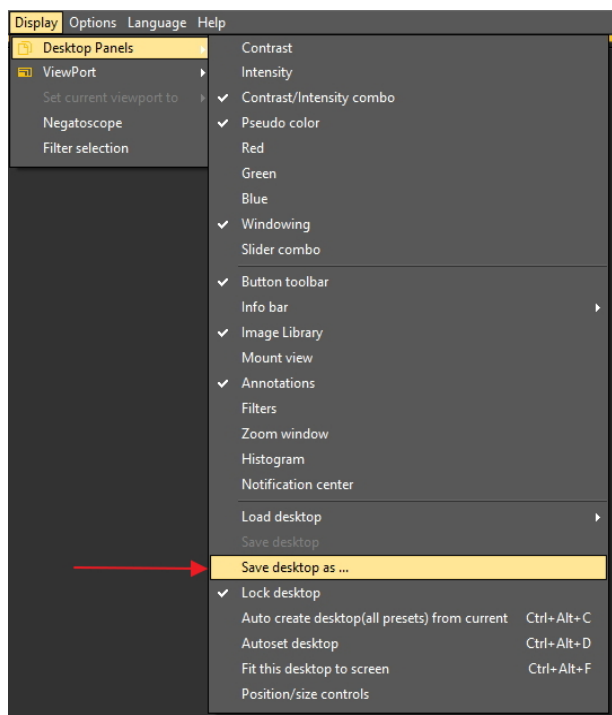 Display Options Language Help
Desktop Panels
ViewPort
Set current viewport to
Negatoscope
Filter selection
Contrast
Intensity
Contrast/Intensity combo
Pseudo color
Red
Green
Blue
Windowing
Slider combo
Button toolbar
Info bar
Image Library
Mount view
Annotations
Filters
Zoom window
Histogram
Notification center
Load desktop
Save desktop
Save desktop as ...
Lock desktop
Auto create desktop(all presets) from current Ctrl+Alt+C
Autoset desktop Ctrl+Alt+D
Fit this desktop to screen Ctrl+Alt+F
Position/size controls